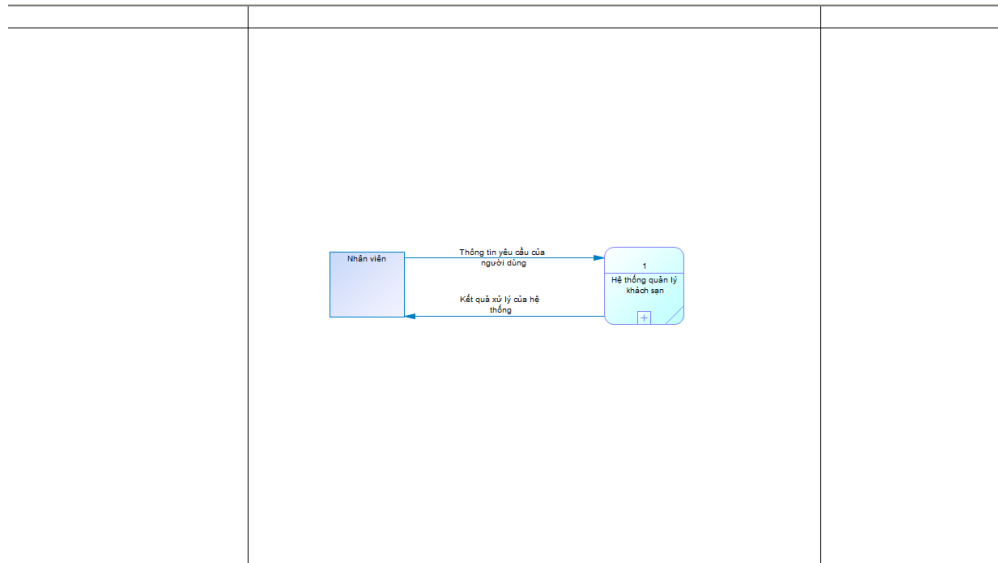 Nhân viên
Thông tin yêu cầu của
người dùng
1
Hệ thống quản lý
khách sạn
Kết quả xử lý của hệ
thống